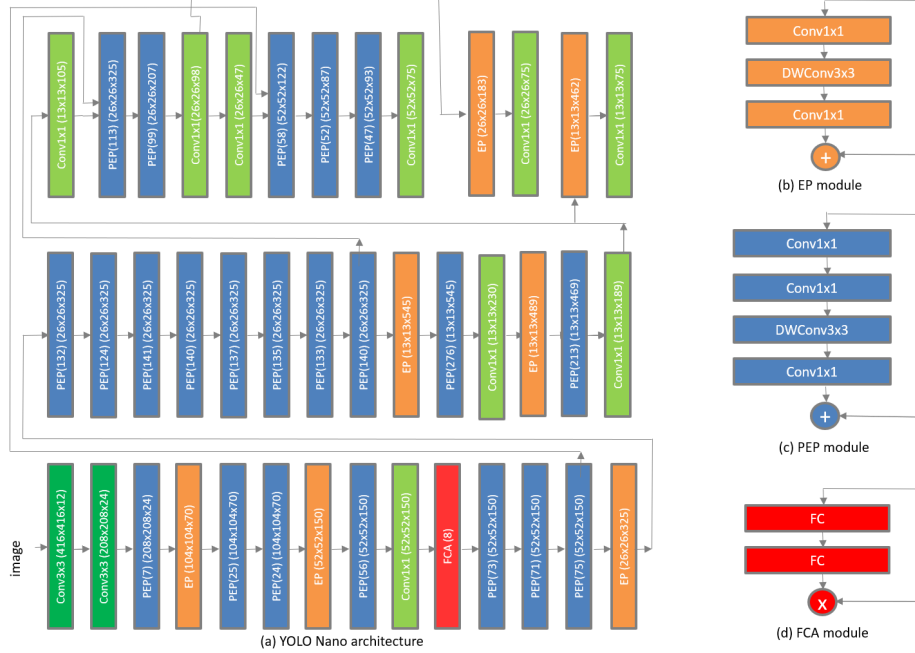 Conv1x1 (13x13x105)
PEP(113) (26x26x325)
PEP(99) (26x26x207)
Conv1x1(26x26x98)
Conv1x1 (26x26x47)
PEP(58) (52x52x122)
PEP(52) (52x52x87)
PEP(47) (52x52x93)
Conv1x1 (52x52x75)
EP (26x26x183)
Conv1x1 (26x26x75)
EP(13x13x462)
Conv1x1 (13x13x75)
PEP(132) (26x26x325)
PEP(124) (26x26x325)
PEP(141) (26x26x325)
PEP(140) (26x26x325)
PEP(137) (26x26x325)
PEP(135) (26x26x325)
PEP(133) (26x26x325)
PEP(140) (26x26x325)
EP (13x13x545)
PEP(276) (13x13x545)
Conv1x1 (13x13x230)
EP (13x13x489)
PEP(213) (13x13x469)
Conv1x1 (13x13x189)
image
Conv3x3 (416x416x12)
Conv3x3 (208x208x24)
PEP(7) (208x208x24)
EP (104x104x70)
PEP(25) (104x104x70)
PEP(24) (104x104x70)
EP (52x52x150)
PEP(56) (52x52x150)
Conv1x1 (52x52x150)
FCA (8)
PEP(73) (52x52x150)
PEP(71) (52x52x150)
PEP(75) (52x52x150)
EP (26x26x325)
(a) YOLO Nano architecture
Conv1x1
DWConv3x3
Conv1x1
+
(b) EP module
Conv1x1
Conv1x1
DWConv3x3
Conv1x1
+
(c) PEP module
FC
FC
X
(d) FCA module